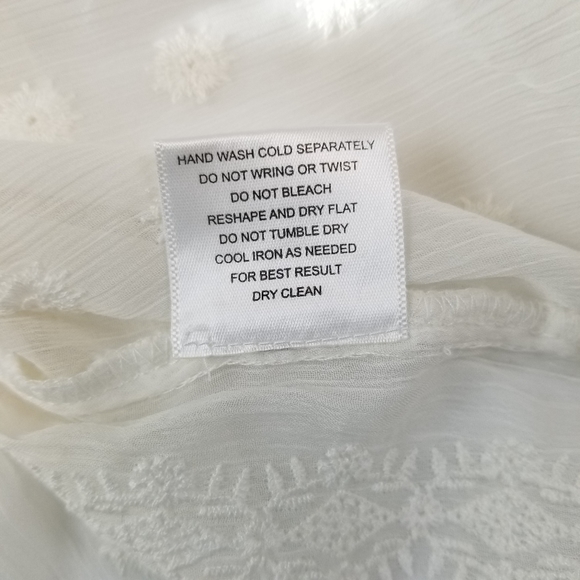 HAND WASH COLD SEPARATELY
DO NOT WRING OR TWIST
DO NOT BLEACH
RESHAPE AND DRY FLAT
DO NOT TUMBLE DRY
COOL IRON AS NEEDED
FOR BEST RESULT
DRY CLEAN